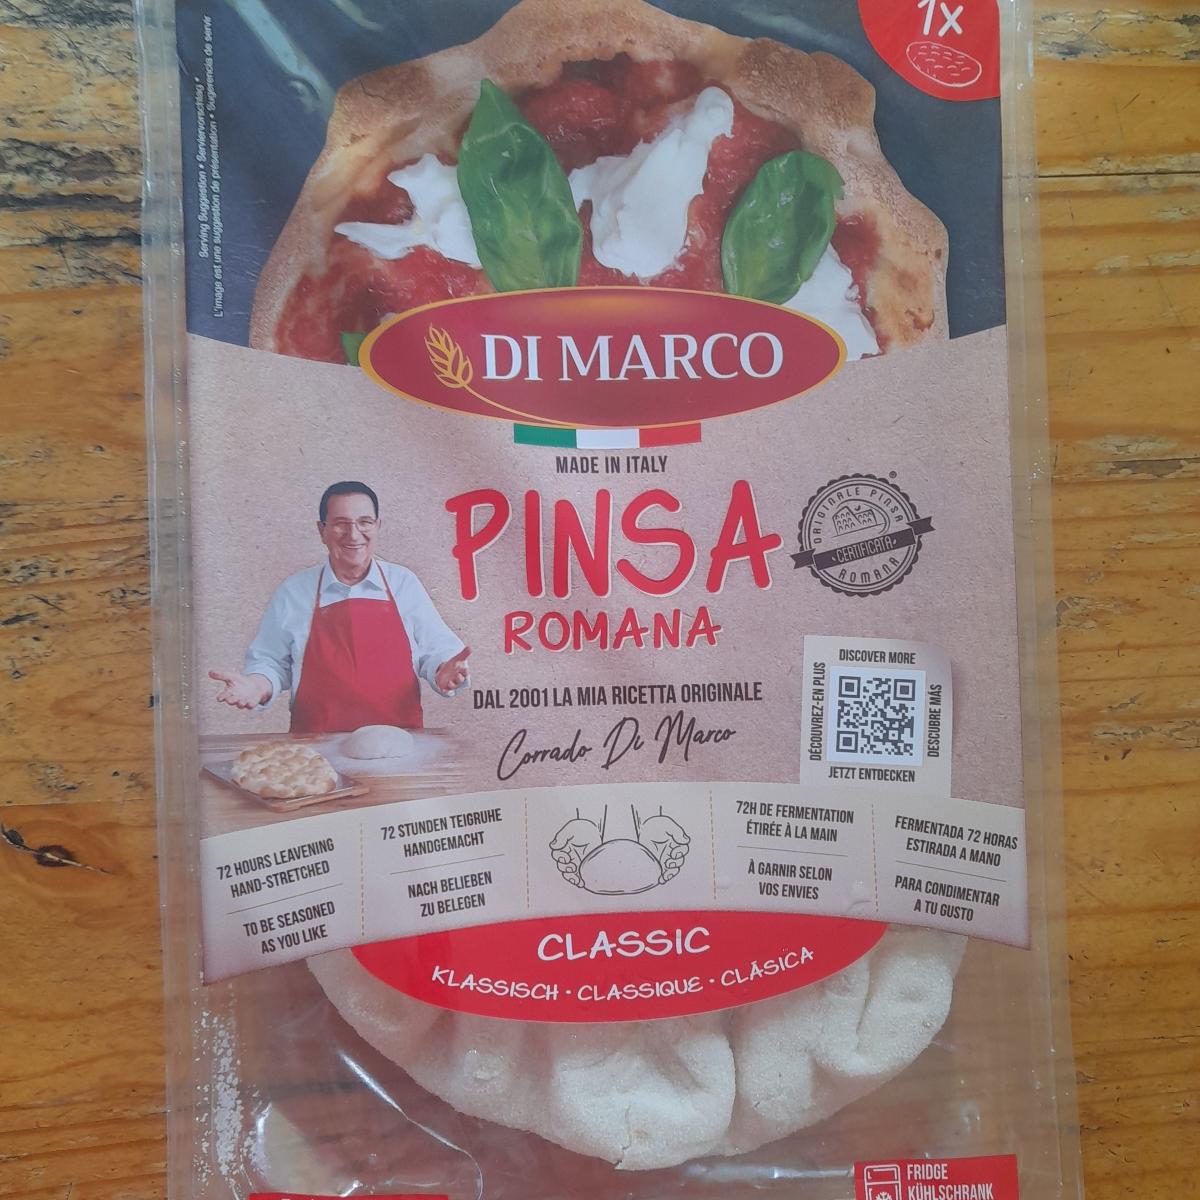 1x
Serving Suggestion • Serviervorschlag •
L'image est une suggestion de présentation • Sugerencia de servir
DI MARCO
MADE IN ITALY
PINSA
ROMANA
ORIGINALE PINSA
CERTIFICATA
ROMANA
®
DAL 2001 LA MIA RICETTA ORIGINALE
Corrado Di Marco
DISCOVER MORE
DÉCOUVREZ-EN PLUS
DESCUBRE MÁS
JETZT ENTDECKEN
72 HOURS LEAVENING
HAND-STRETCHED
TO BE SEASONED
AS YOU LIKE
72 STUNDEN TEIGRUHE
HANDGEMACHT
NACH BELIEBEN
ZU BELEGEN
72H DE FERMENTATION
ÉTIRÉE À LA MAIN
À GARNIR SELON
VOS ENVIES
FERMENTADA 72 HORAS
ESTIRADA A MANO
PARA CONDIMENTAR
A TU GUSTO
CLASSIC
KLASSISCH · CLASSIQUE · CLÁSICA
FRIDGE
KÜHLSCHRANK